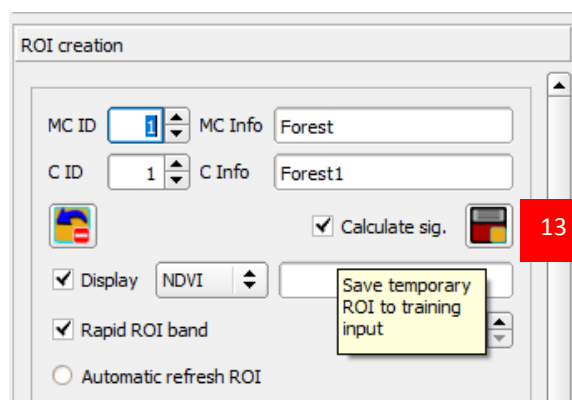 ROI creation
MC ID 1 MC Info Forest
C ID 1 C Info Forest1
Calculate sig. 13
Display NDVI
Save temporary
ROI to training
input
Rapid ROI band
Automatic refresh ROI